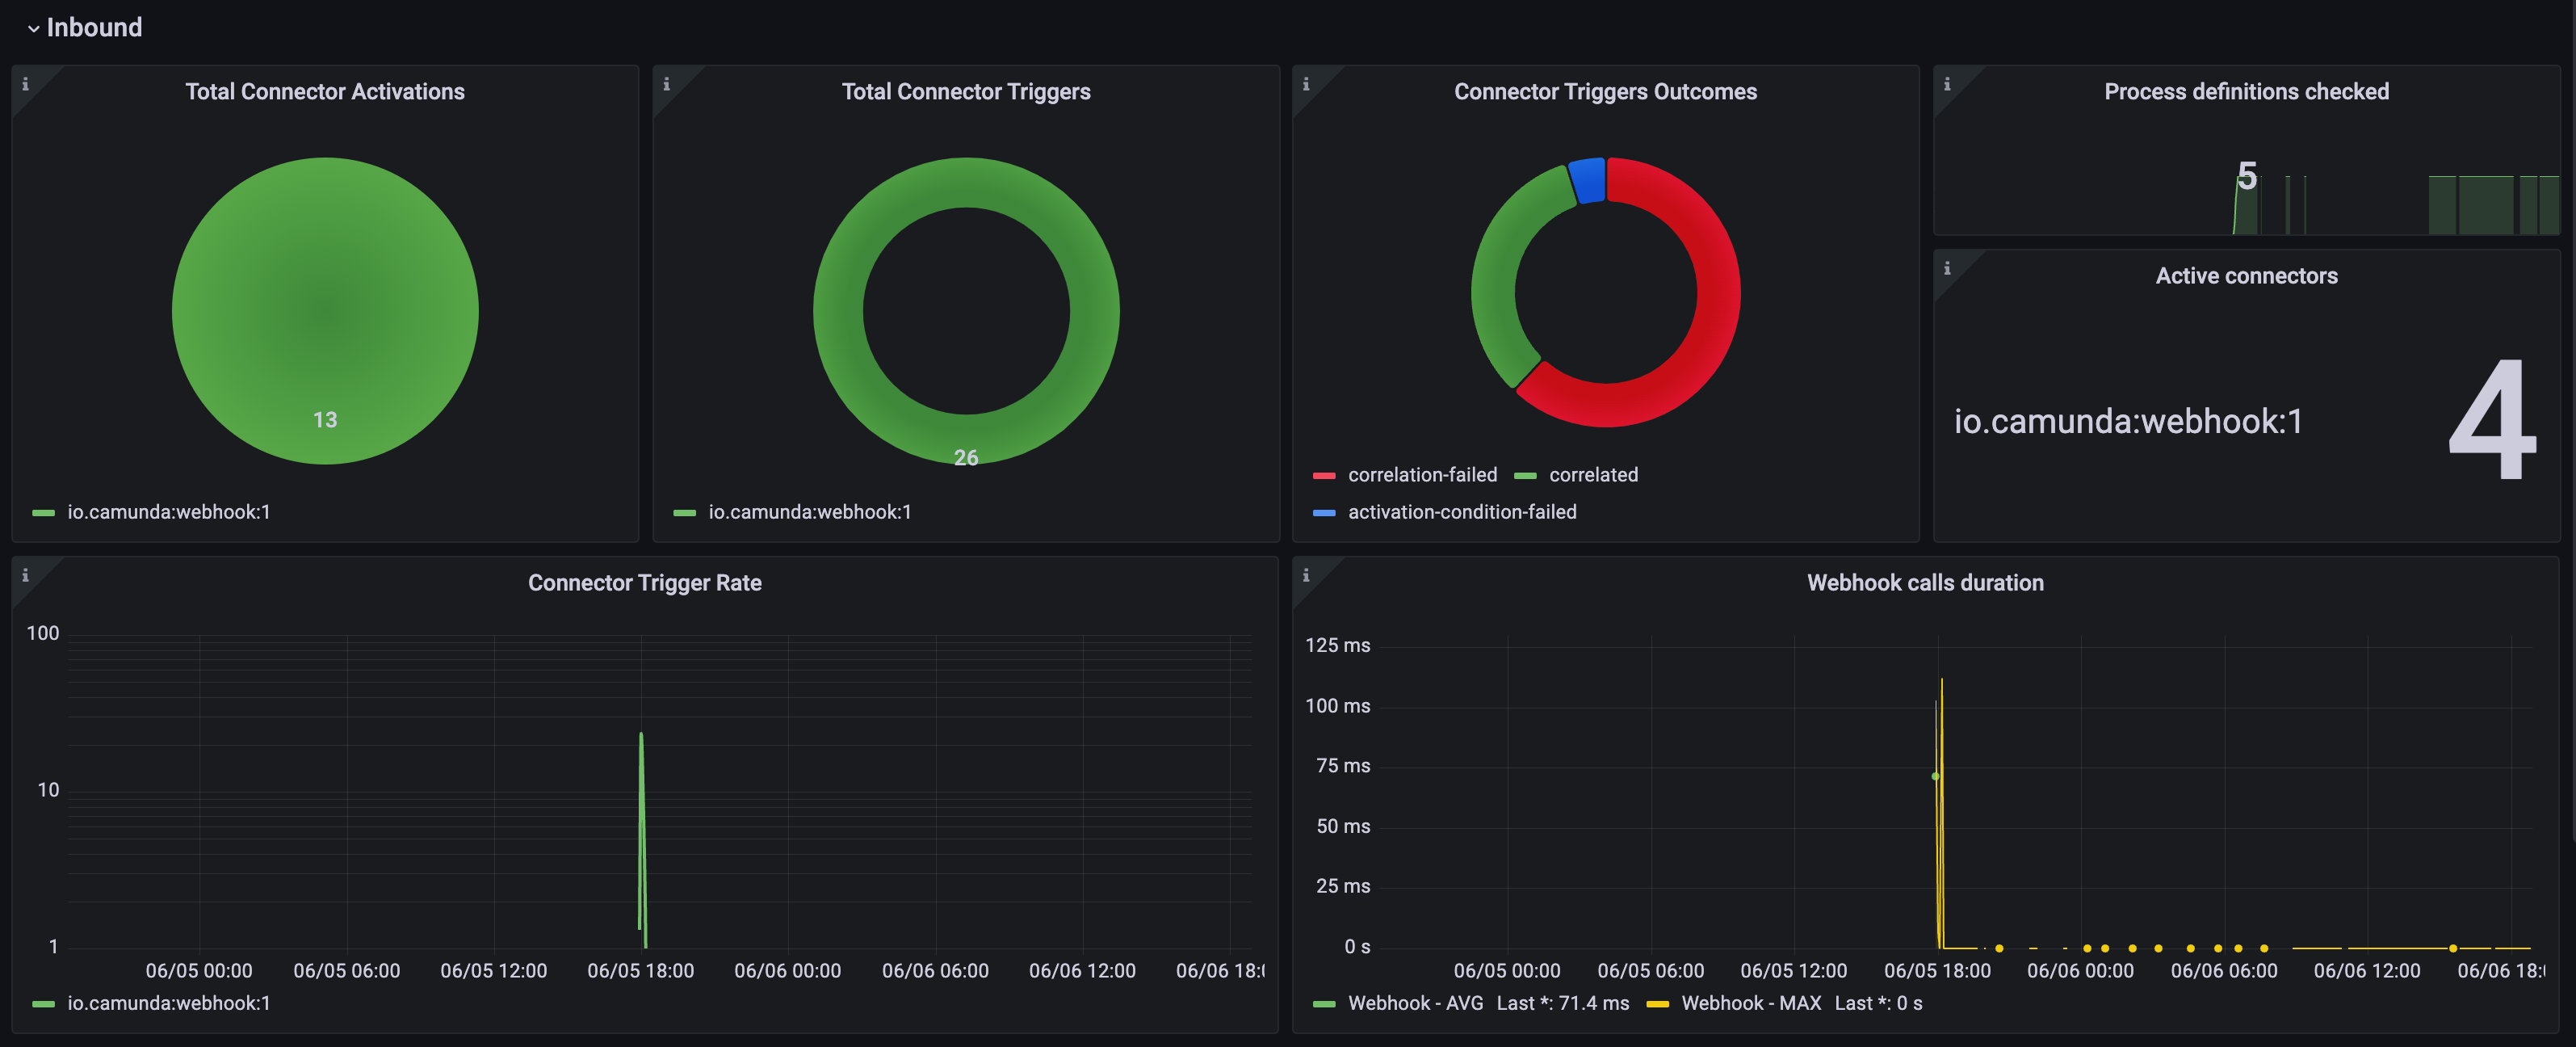 Inbound
Total Connector Activations
13
io.camunda:webhook:1
Total Connector Triggers
26
io.camunda:webhook:1
Connector Triggers Outcomes
correlation-failed correlated
activation-condition-failed
Process definitions checked
5
Active connectors
io.camunda:webhook:1 4
Connector Trigger Rate
100
10
1
06/05 00:00 06/05 06:00 06/05 12:00 06/05 18:00 06/06 00:00 06/06 06:00 06/06 12:00 06/06 18:
io.camunda:webhook:1
Webhook calls duration
125 ms
100 ms
75 ms
50 ms
25 ms
0 s
06/05 00:00 06/05 06:00 06/05 12:00 06/05 18:00 06/06 00:00 06/06 06:00 06/06 12:00 06/06 18:
Webhook - AVG Last *: 71.4 ms Webhook - MAX Last *: 0 s